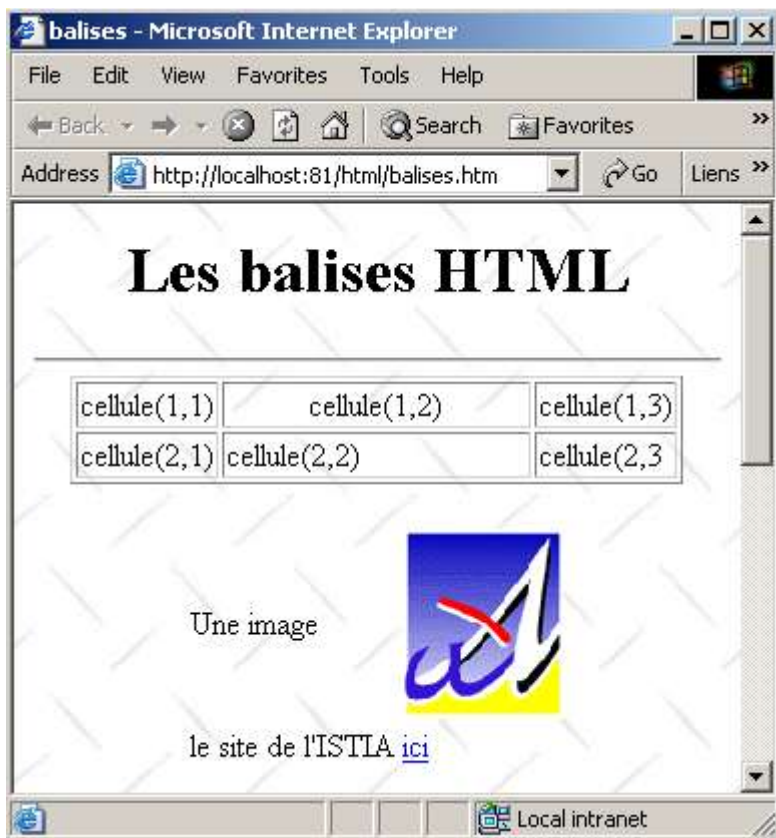 balises - Microsoft Internet Explorer
File Edit View Favorites Tools Help
Back Search Favorites »
Address http://localhost:81/html/balises.htm Go Liens »
Les balises HTML
cellule(1,1) cellule(1,2) cellule(1,3)
cellule(2,1) cellule(2,2) cellule(2,3
Une image
le site de l'ISTIA ici
Local intranet